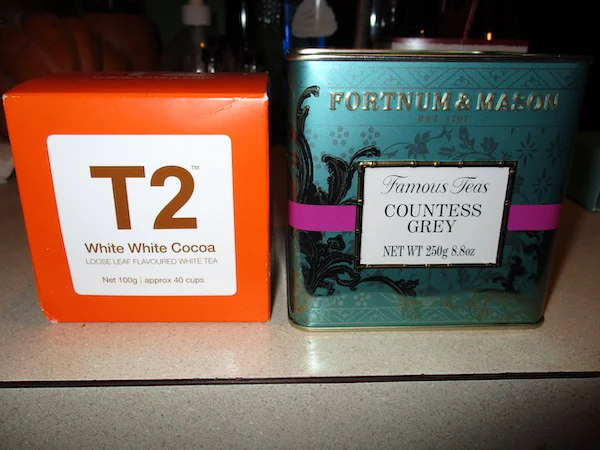 T2™
White White Cocoa
LOOSE LEAF FLAVOURED WHITE TEA
Net 100g | approx 40 cups
FORTNUM & MASON
EST 1707
Famous Teas
COUNTESS
GREY
NET WT 250g 8.8oz